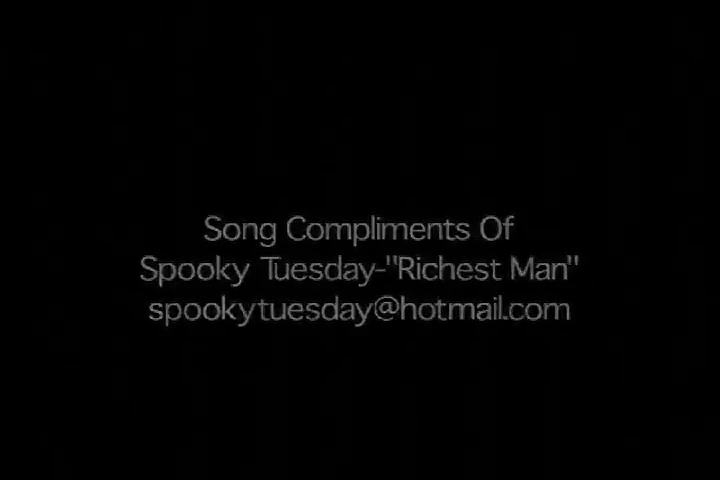 Song Compliments Of
Spooky Tuesday-"Richest Man"
spookytuesday@hotmail.com